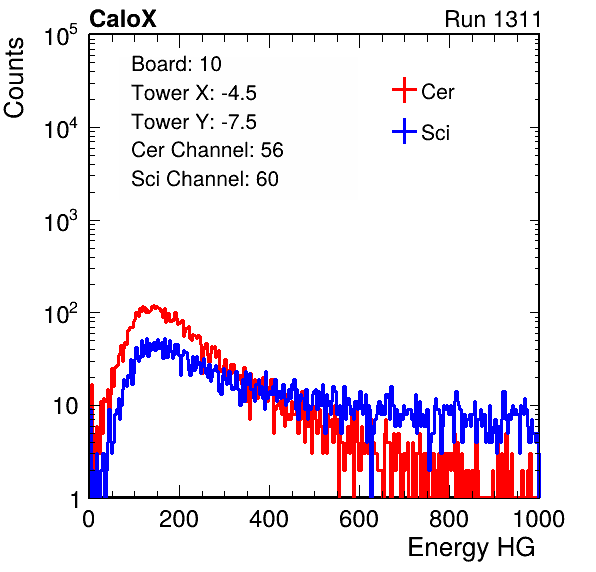 CaloX Run 1311
Counts
Board: 10
Tower X: -4.5
Tower Y: -7.5
Cer Channel: 56
Sci Channel: 60
Cer
Sci
10^5
10^4
10^3
10^2
10
1
0 200 400 600 800 1000
Energy HG